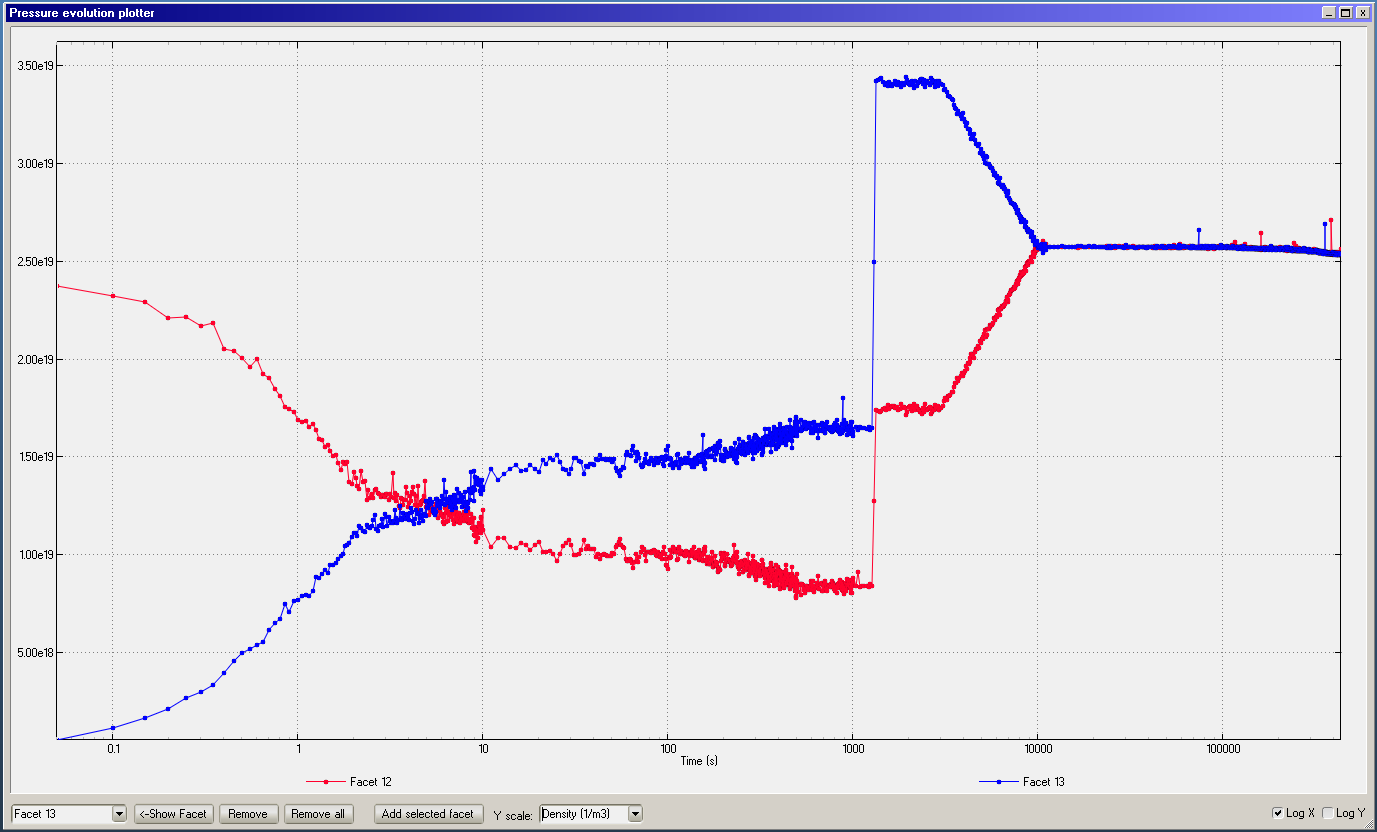 Pressure evolution plotter
3.50e19
3.00e19
2.50e19
2.00e19
1.50e19
1.00e19
5.00e18
0.1 1 10 100 1000 10000 100000
Time (s)
Facet 12 Facet 13
Facet 13 <-Show Facet Remove Remove all Add selected facet Y scale: Density (1/m3) Log X Log Y